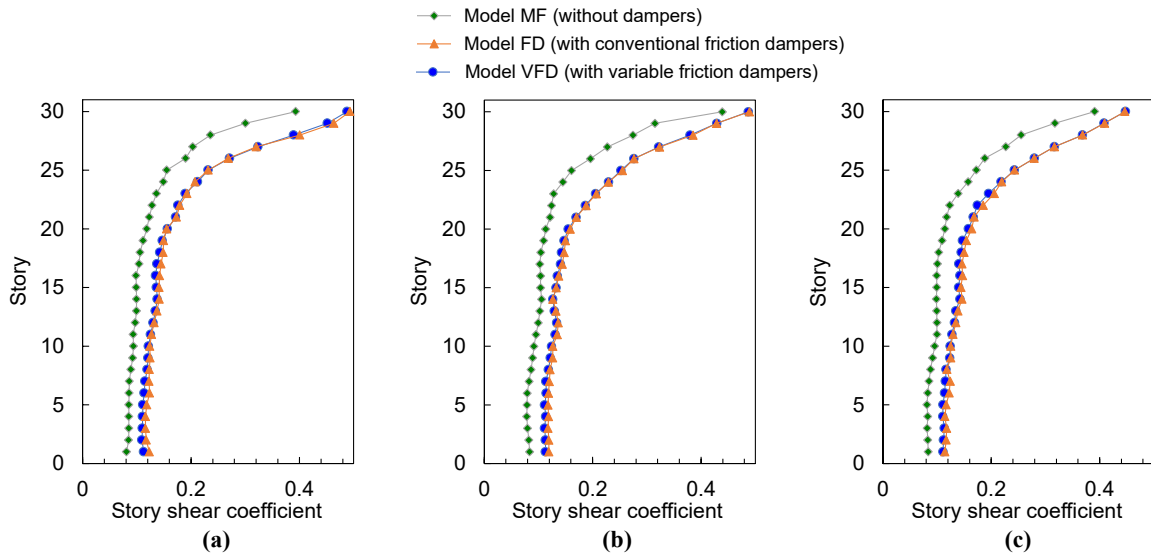 Model MF (without dampers)
Model FD (with conventional friction dampers)
Model VFD (with variable friction dampers)
30
25
20
15
10
5
0
Story
0
0.2
0.4
Story shear coefficient
(a)
30
25
20
15
10
5
0
Story
0
0.2
0.4
Story shear coefficient
(b)
30
25
20
15
10
5
0
Story
0
0.2
0.4
Story shear coefficient
(c)